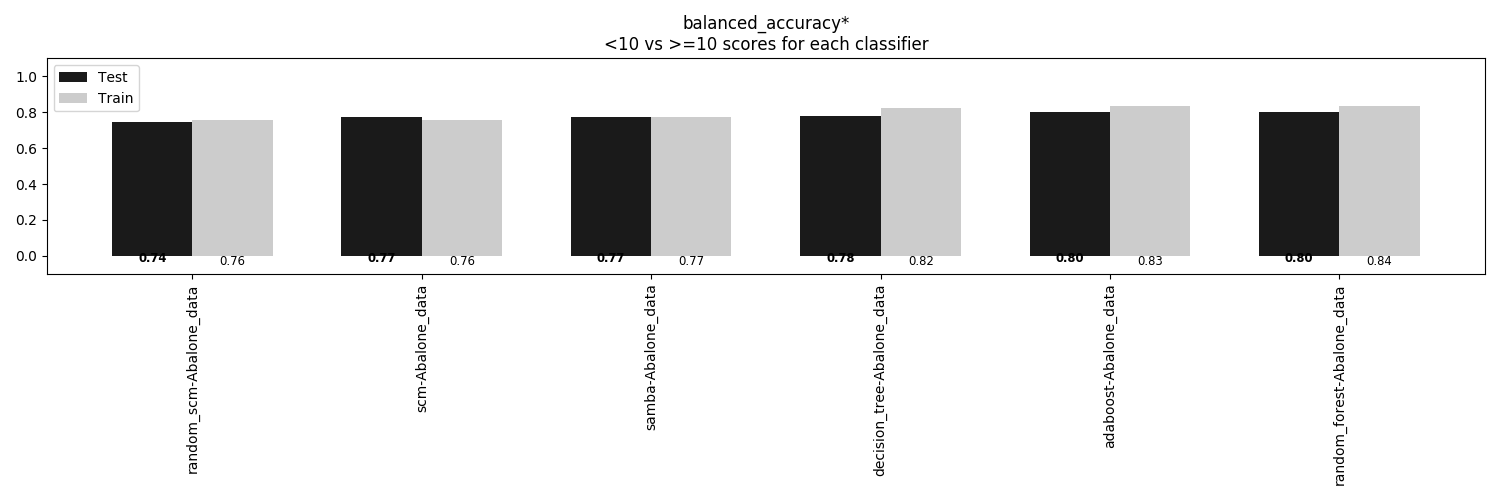 balanced_accuracy*
<10 vs >=10 scores for each classifier
Test
Train
1.0
0.8
0.6
0.4
0.2
0.0
0.74
0.76
0.77
0.76
0.77
0.77
0.78
0.82
0.80
0.83
0.80
0.84
random_scm-Abalone_data
scm-Abalone_data
samba-Abalone_data
decision_tree-Abalone_data
adaboost-Abalone_data
random_forest-Abalone_data